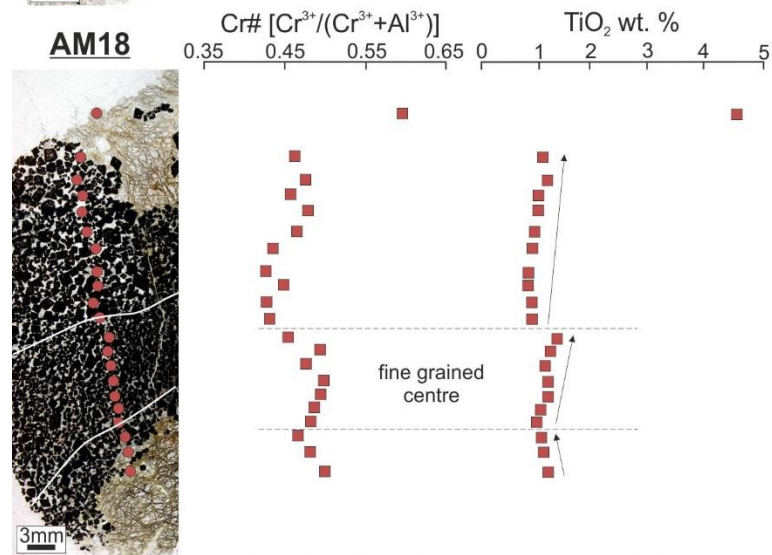 AM18
Cr# [Cr³⁺/(Cr³⁺+Al³⁺)]
TiO₂ wt. %
0.35 0.45 0.55 0.65
0 1 2 3 4 5
fine grained
centre
3mm